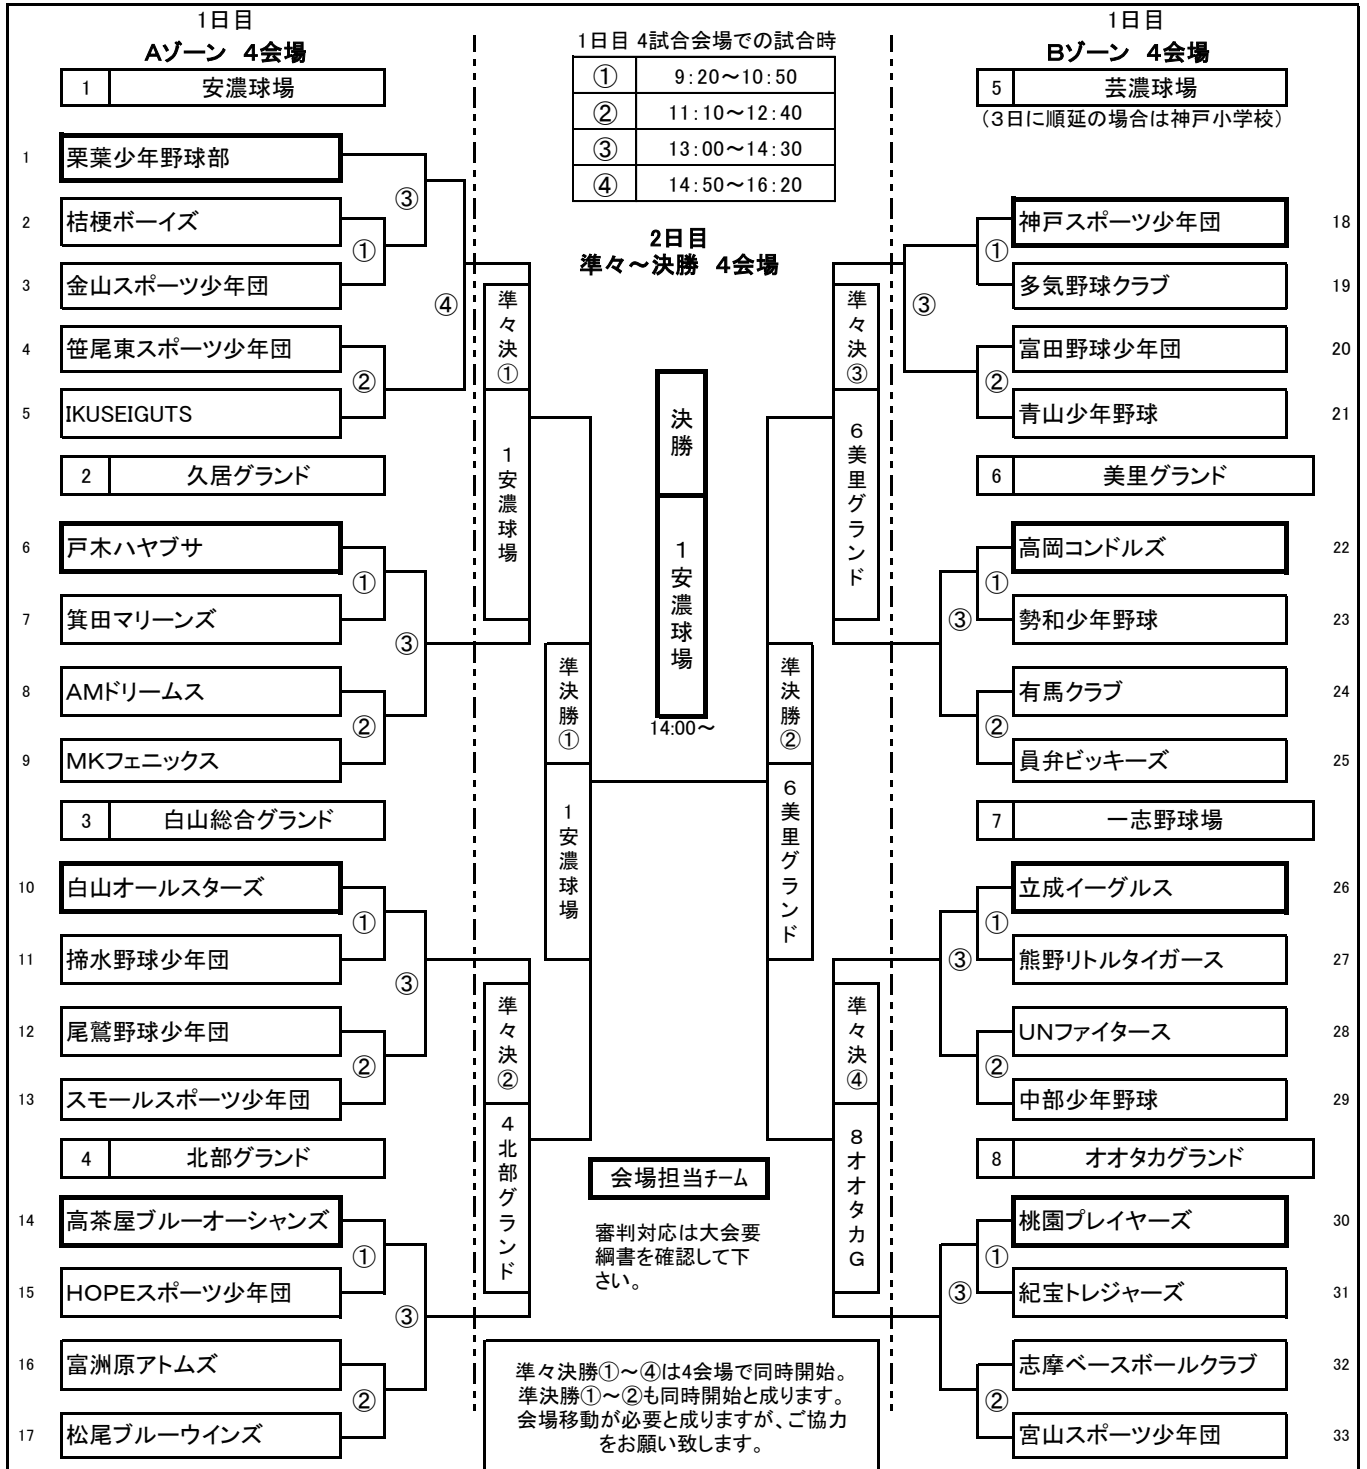 1日目
Aゾーン 4会場
1 安濃球場
1 栗葉少年野球部
③
2 桔梗ボーイズ
①
3 金山スポーツ少年団
④
4 笹尾東スポーツ少年団
②
5 IKUSEIGUTS
2 久居グランド
6 戸木ハヤブサ
①
7 箕田マリーンズ
③
8 AMドリームス
②
9 MKフェニックス
3 白山総合グランド
10 白山オールスターズ
①
11 揥水野球少年団
③
12 尾鷲野球少年団
②
13 スモールスポーツ少年団
4 北部グランド
14 高茶屋ブルーオーシャンズ
①
15 HOPEスポーツ少年団
③
16 富洲原アトムズ
②
17 松尾ブルーウインズ
1日目 4試合会場での試合時
① 9:20～10:50
② 11:10～12:40
③ 13:00～14:30
④ 14:50～16:20
2日目
準々～決勝 4会場
準々決①
1安濃球場
準々決②
4北部グランド
準決勝①
1安濃球場
決勝
1安濃球場
14:00～
準決勝②
6美里グランド
準々決③
6美里グランド
準々決④
8オオタカG
会場担当チーム
審判対応は大会要
綱書を確認して下
さい。
準々決勝①～④は4会場で同時開始。
準決勝①～②も同時開始と成ります。
会場移動が必要と成りますが、ご協力
をお願い致します。
1日目
Bゾーン 4会場
5 芸濃球場
(3日に順延の場合は神戸小学校)
神戸スポーツ少年団 18
①
多気野球クラブ 19
③
富田野球少年団 20
②
青山少年野球 21
6 美里グランド
高岡コンドルズ 22
①
勢和少年野球 23
③
有馬クラブ 24
②
員弁ビッキーズ 25
7 一志野球場
立成イーグルス 26
①
熊野リトルタイガース 27
③
UNファイタース 28
②
中部少年野球 29
8 オオタカグランド
桃園プレイヤーズ 30
①
紀宝トレジャーズ 31
③
志摩ベースボールクラブ 32
②
宮山スポーツ少年団 33